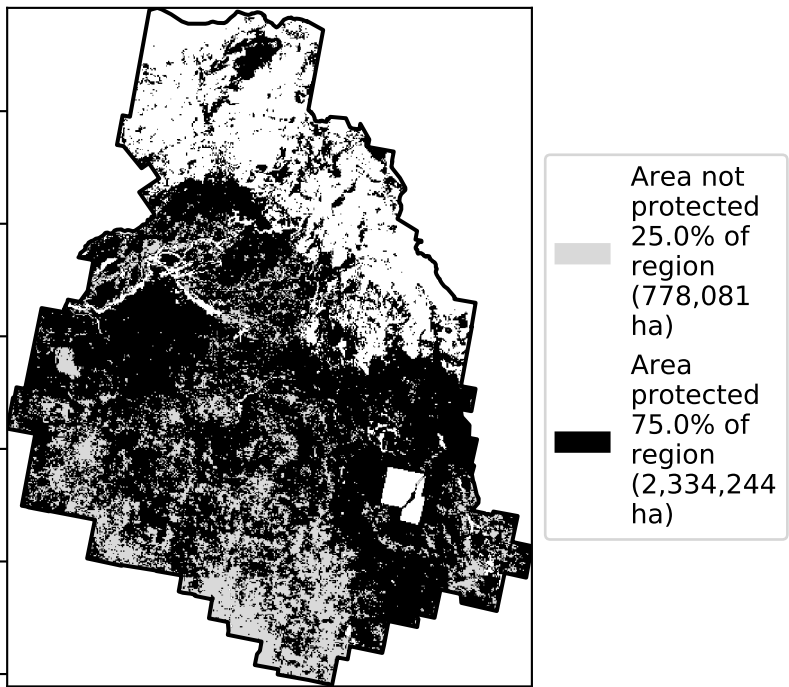 Area not
protected
25.0% of
region
(778,081
ha)
Area
protected
75.0% of
region
(2,334,244
ha)